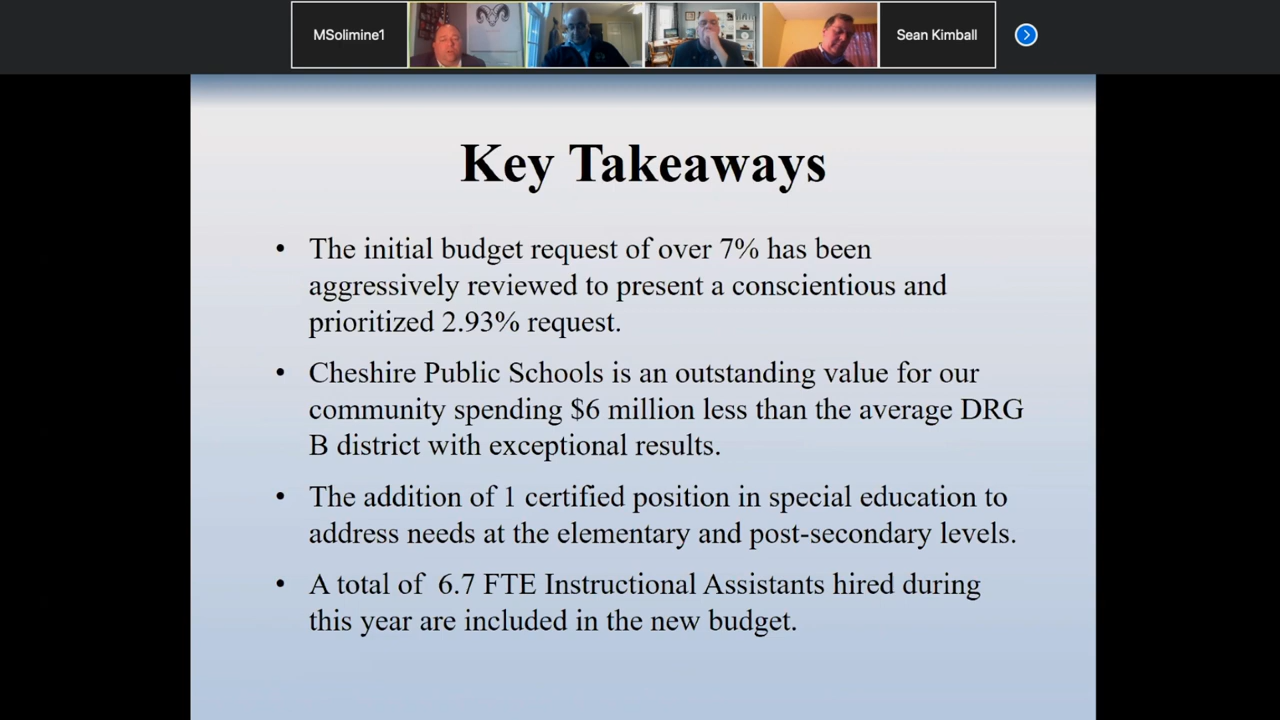 MSolimine1
Sean Kimball
Key Takeaways
• The initial budget request of over 7% has been
aggressively reviewed to present a conscientious and
prioritized 2.93% request.
• Cheshire Public Schools is an outstanding value for our
community spending $6 million less than the average DRG
B district with exceptional results.
• The addition of 1 certified position in special education to
address needs at the elementary and post-secondary levels.
• A total of 6.7 FTE Instructional Assistants hired during
this year are included in the new budget.